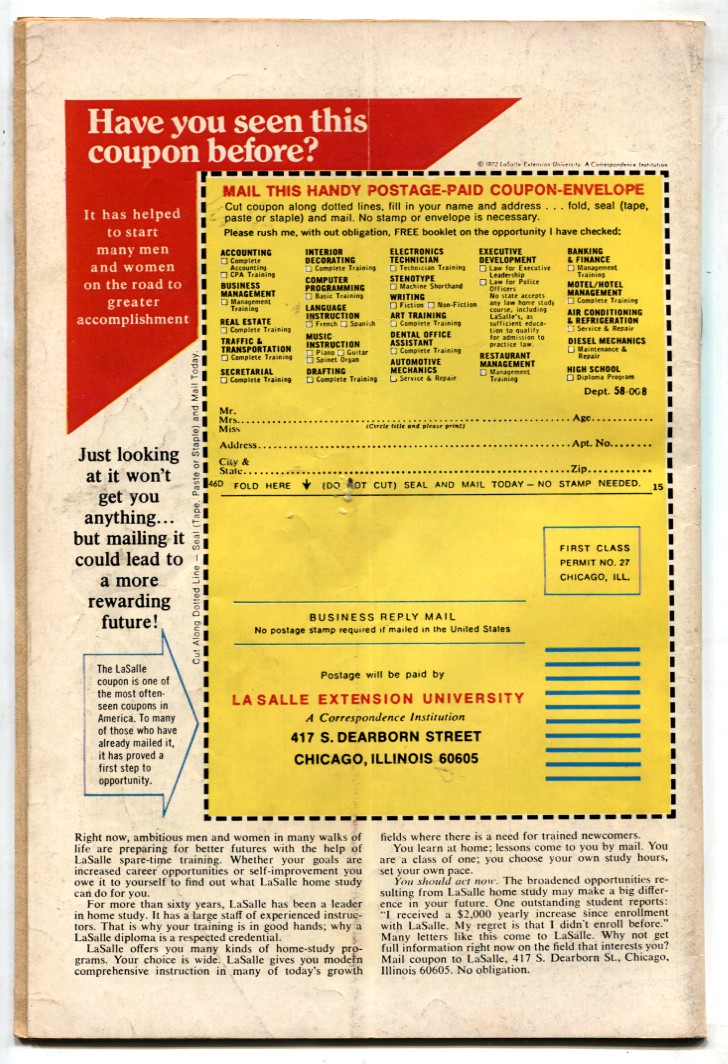 Have you seen this
coupon before?
© 1972 LaSalle Extension University A Correspondence Institution
It has helped
to start
many men
and women
on the road to
greater
accomplishment
MAIL THIS HANDY POSTAGE-PAID COUPON-ENVELOPE
Cut coupon along dotted lines, fill in your name and address . . . fold, seal (tape,
paste or staple) and mail. No stamp or envelope is necessary.
Please rush me, with out obligation, FREE booklet on the opportunity I have checked:
ACCOUNTING
☐ Complete
Accounting
☐ CPA Training
BUSINESS
MANAGEMENT
☐ Management
Training
REAL ESTATE
☐ Complete Training
TRAFFIC &
TRANSPORTATION
☐ Complete Training
SECRETARIAL
☐ Complete Training
INTERIOR
DECORATING
☐ Complete Training
COMPUTER
PROGRAMMING
☐ Basic Training
LANGUAGE
INSTRUCTION
☐ French ☐ Spanish
MUSIC
INSTRUCTION
☐ Piano ☐ Guitar
☐ Spinet Organ
DRAFTING
☐ Complete Training
ELECTRONICS
TECHNICIAN
☐ Technician Training
STENOTYPE
☐ Machine Shorthand
WRITING
☐ Fiction ☐ Non-Fiction
ART TRAINING
☐ Complete Training
DENTAL OFFICE
ASSISTANT
☐ Complete Training
AUTOMOTIVE
MECHANICS
☐ Service & Repair
EXECUTIVE
DEVELOPMENT
☐ Law for Executive
Leadership
☐ Law for Police
Officers
No state accepts
any law home study
course, including
LaSalle's, as
sufficient educa-
tion to qualify
for admission to
practice law.
RESTAURANT
MANAGEMENT
☐ Management
Training
BANKING
& FINANCE
☐ Management
Training
MOTEL/HOTEL
MANAGEMENT
☐ Complete Training
AIR CONDITIONING
& REFRIGERATION
☐ Service & Repair
DIESEL MECHANICS
☐ Maintenance &
Repair
HIGH SCHOOL
☐ Diploma Program
Dept. 58-008
Mr.
Mrs. Age
Miss (Circle title and please print)
Address Apt. No.
City &
State Zip
46D FOLD HERE (DO NOT CUT) SEAL AND MAIL TODAY — NO STAMP NEEDED. 15
Cut Along Dotted Line — Seal (Tape, Paste or Staple) and Mail Today.
Just looking
at it won't
get you
anything...
but mailing it
could lead to
a more
rewarding
future!
The LaSalle
coupon is one of
the most often-
seen coupons in
America. To many
of those who have
already mailed it,
it has proved a
first step to
opportunity.
FIRST CLASS
PERMIT NO. 27
CHICAGO, ILL.
BUSINESS REPLY MAIL
No postage stamp required if mailed in the United States
Postage will be paid by
LA SALLE EXTENSION UNIVERSITY
A Correspondence Institution
417 S. DEARBORN STREET
CHICAGO, ILLINOIS 60605
Right now, ambitious men and women in many walks of
life are preparing for better futures with the help of
LaSalle spare-time training. Whether your goals are
increased career opportunities or self-improvement you
owe it to yourself to find out what LaSalle home study
can do for you.
For more than sixty years, LaSalle has been a leader
in home study. It has a large staff of experienced instruc-
tors. That is why your training is in good hands; why a
LaSalle diploma is a respected credential.
LaSalle offers you many kinds of home-study pro-
grams. Your choice is wide. LaSalle gives you modern
comprehensive instruction in many of today's growth
fields where there is a need for trained newcomers.
You learn at home; lessons come to you by mail. You
are a class of one; you choose your own study hours,
set your own pace.
You should act now. The broadened opportunities re-
sulting from LaSalle home study may make a big differ-
ence in your future. One outstanding student reports:
"I received a $2,000 yearly increase since enrollment
with LaSalle. My regret is that I didn't enroll before."
Many letters like this come to LaSalle. Why not get
full information right now on the field that interests you?
Mail coupon to LaSalle, 417 S. Dearborn St., Chicago,
Illinois 60605. No obligation.